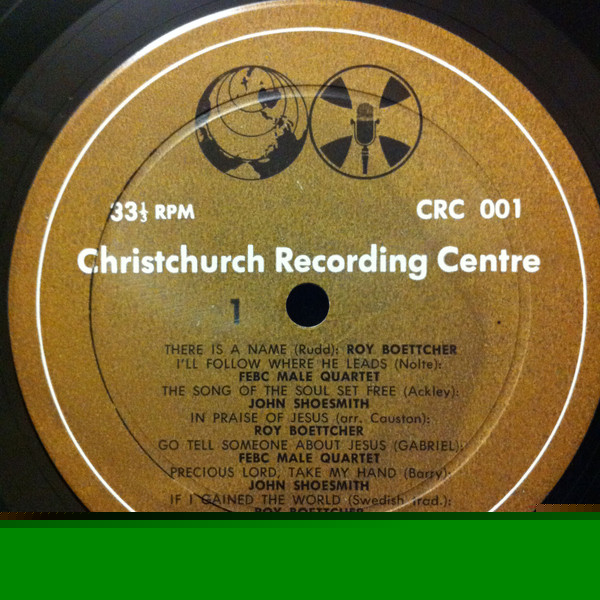 33⅓ RPM
CRC 001
Christchurch Recording Centre
1
THERE IS A NAME (Rudd): ROY BOETTCHER
I'LL FOLLOW WHERE HE LEADS (Nolte):
FEBC MALE QUARTET
THE SONG OF THE SOUL SET FREE (Ackley):
JOHN SHOESMITH
IN PRAISE OF JESUS (arr. Causton):
ROY BOETTCHER
GO TELL SOMEONE ABOUT JESUS (GABRIEL):
FEBC MALE QUARTET
PRECIOUS LORD, TAKE MY HAND (Barry):
JOHN SHOESMITH
IF I GAINED THE WORLD (Swedish trad.):
ROY BOETTCHER